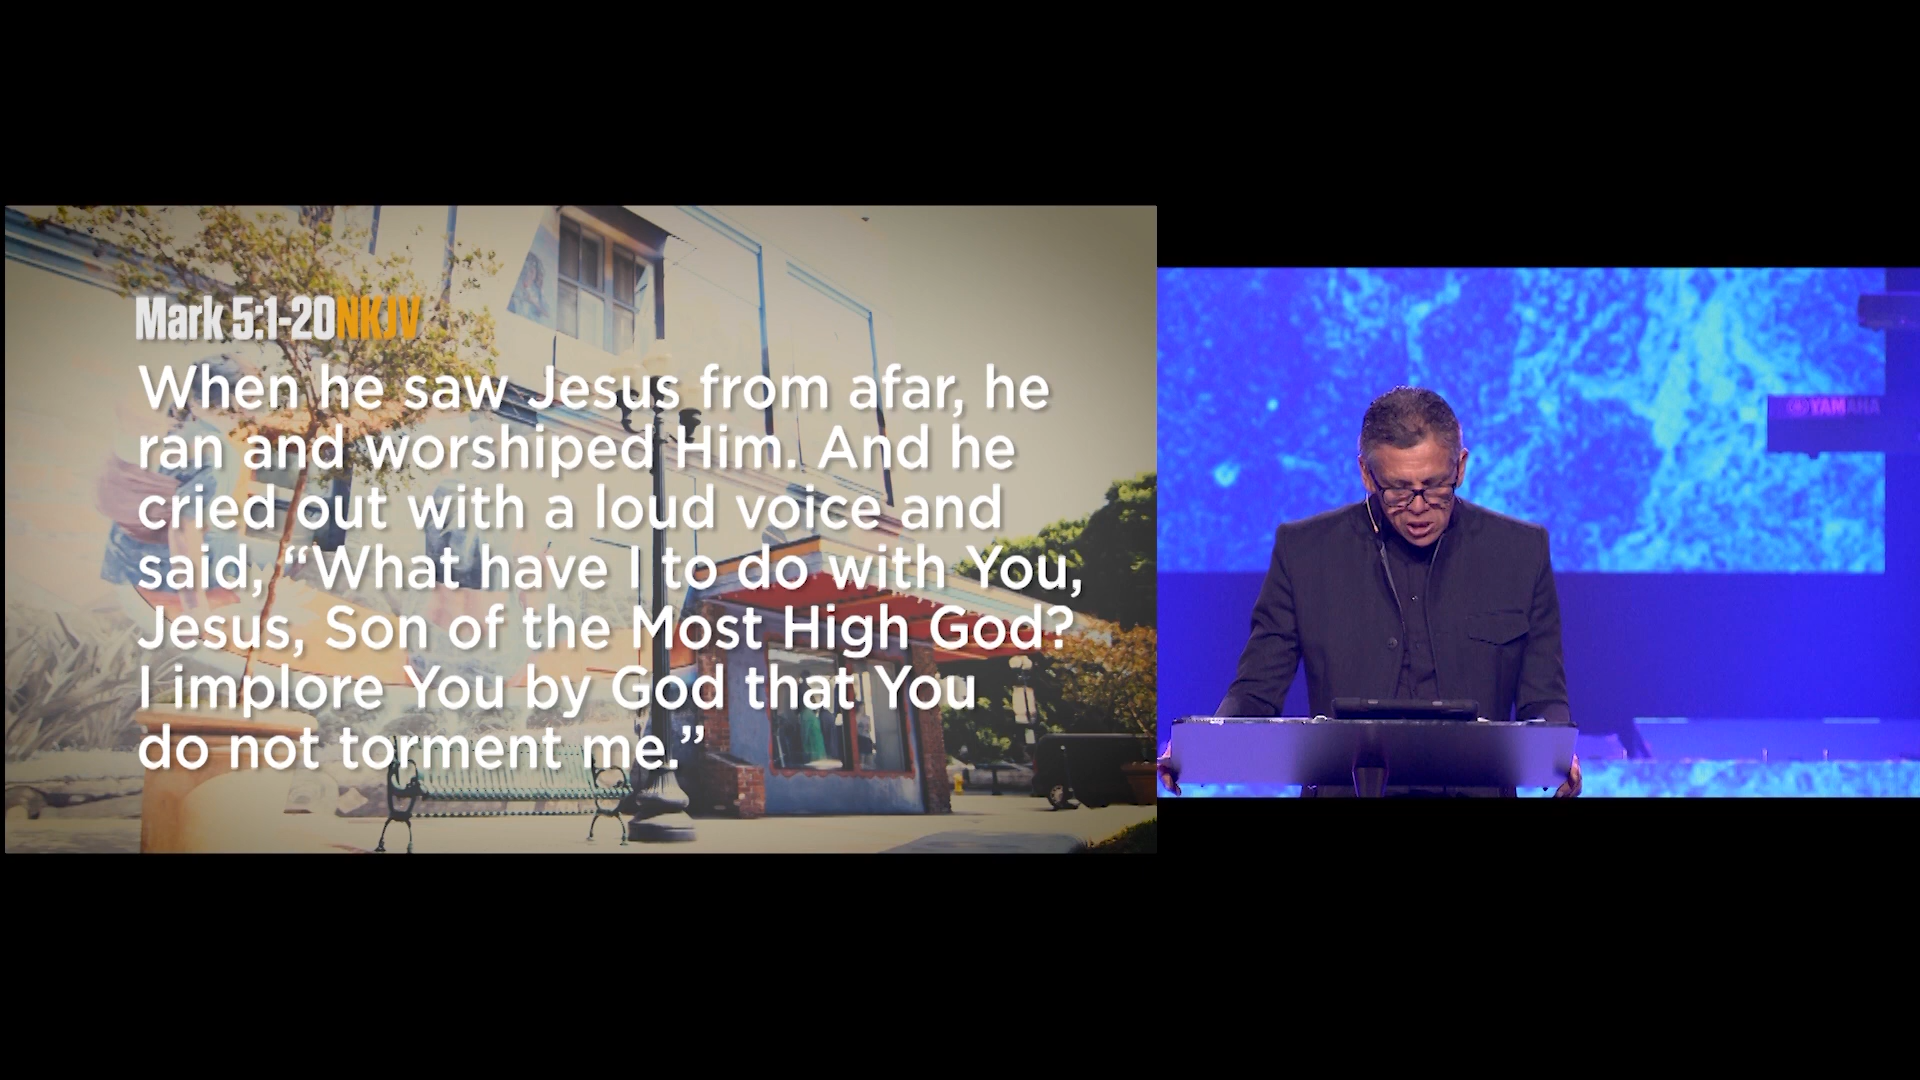 Mark 5:1-20NKJV
When he saw Jesus from afar, he
ran and worshiped Him. And he
cried out with a loud voice and
said, “What have I to do with You,
Jesus, Son of the Most High God?
I implore You by God that You
do not torment me.”
YAMAHA